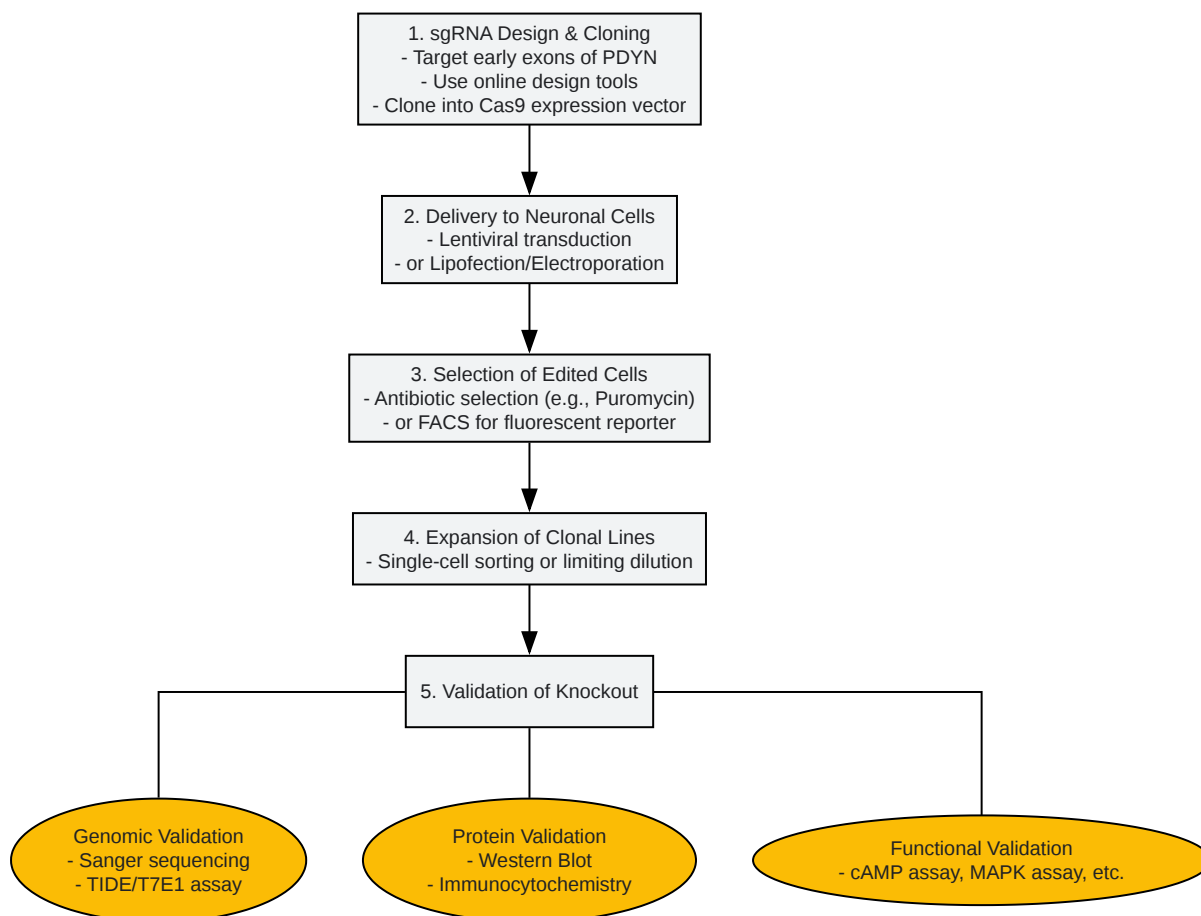 1. sgRNA Design & Cloning
- Target early exons of PDYN
- Use online design tools
- Clone into Cas9 expression vector
2. Delivery to Neuronal Cells
- Lentiviral transduction
- or Lipofection/Electroporation
3. Selection of Edited Cells
- Antibiotic selection (e.g., Puromycin)
- or FACS for fluorescent reporter
4. Expansion of Clonal Lines
- Single-cell sorting or limiting dilution
5. Validation of Knockout
Genomic Validation
- Sanger sequencing
- TIDE/T7E1 assay
Protein Validation
- Western Blot
- Immunocytochemistry
Functional Validation
- cAMP assay, MAPK assay, etc.